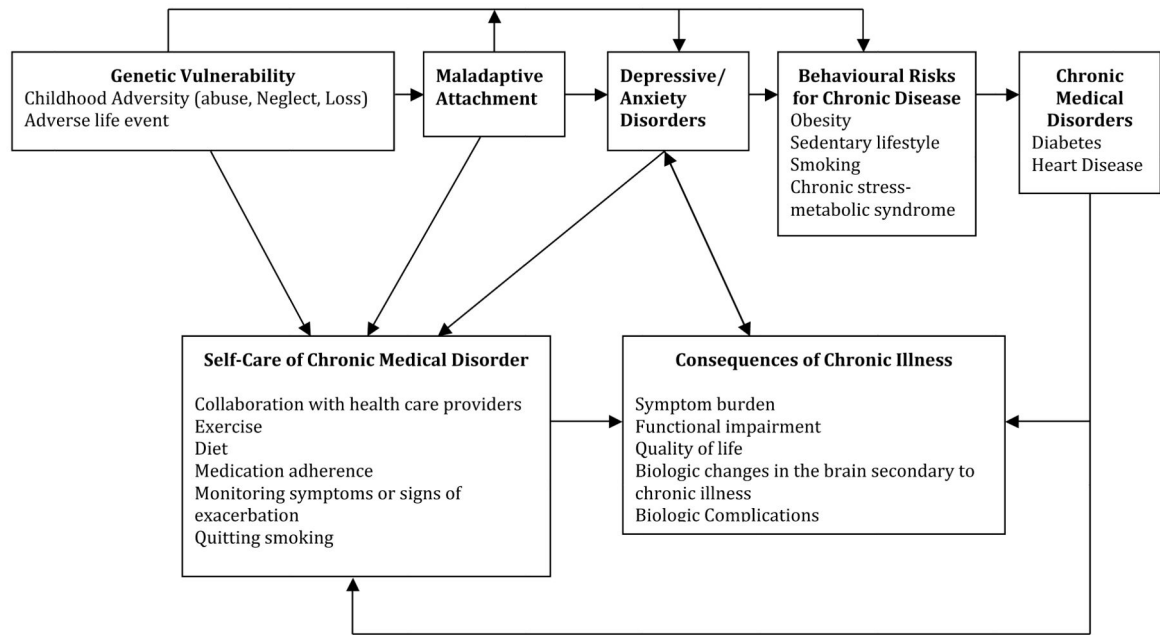 Genetic Vulnerability
Childhood Adversity (abuse, Neglect, Loss)
Adverse life event
Maladaptive
Attachment
Depressive/
Anxiety
Disorders
Behavioural Risks
for Chronic Disease
Obesity
Sedentary lifestyle
Smoking
Chronic stress-
metabolic syndrome
Chronic
Medical
Disorders
Diabetes
Heart Disease
Self-Care of Chronic Medical Disorder
Collaboration with health care providers
Exercise
Diet
Medication adherence
Monitoring symptoms or signs of
exacerbation
Quitting smoking
Consequences of Chronic Illness
Symptom burden
Functional impairment
Quality of life
Biologic changes in the brain secondary to
chronic illness
Biologic Complications